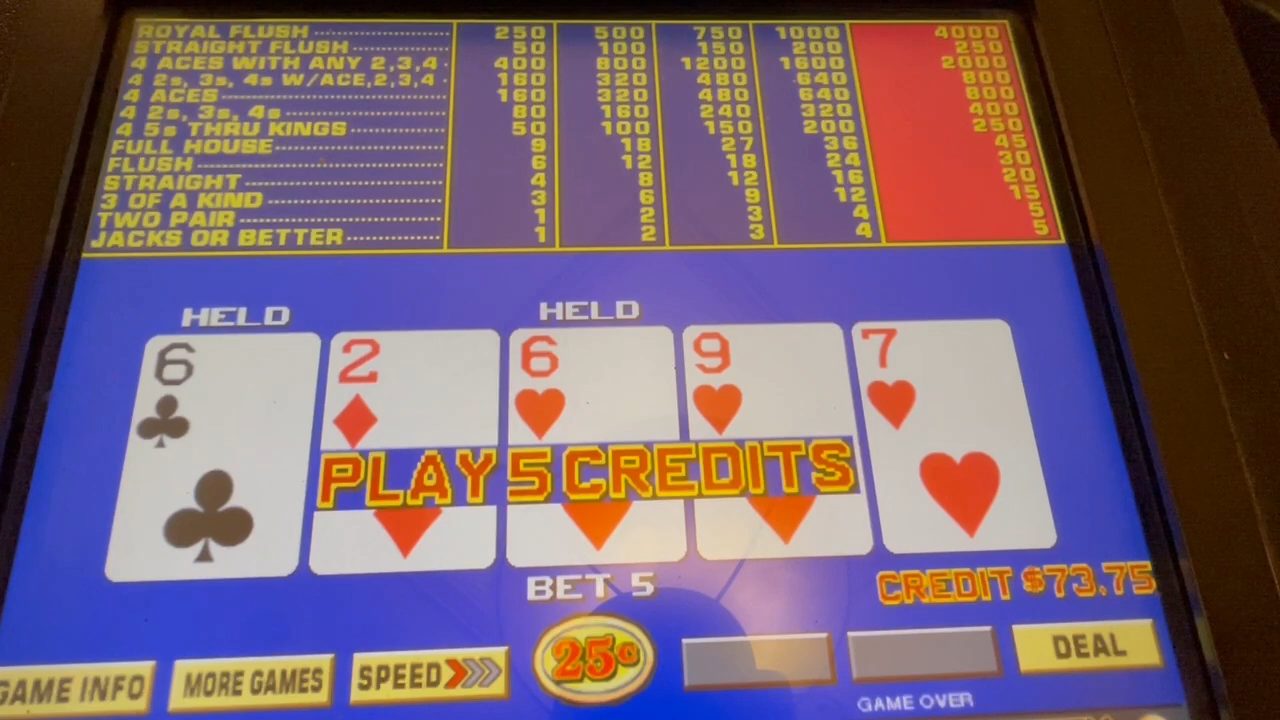 ROYAL FLUSH 250 500 750 1000 4000
STRAIGHT FLUSH 50 100 150 200 250
4 ACES WITH ANY 2,3,4 400 800 1200 1600 2000
4 2s, 3s, 4s W/ACE,2,3,4 160 320 480 640 800
4 ACES 160 320 480 640 800
4 2s, 3s, 4s 80 160 240 320 400
4 5s THRU KINGS 50 100 150 200 250
FULL HOUSE 9 18 27 36 45
FLUSH 6 12 18 24 30
STRAIGHT 4 8 12 16 20
3 OF A KIND 3 6 9 12 15
TWO PAIR 1 2 3 4 5
JACKS OR BETTER 1 2 3 4 5
HELD HELD
6 2 6 9 7
PLAY 5 CREDITS
BET 5 CREDIT $73.75
GAME INFO MORE GAMES SPEED 25¢ DEAL
GAME OVER